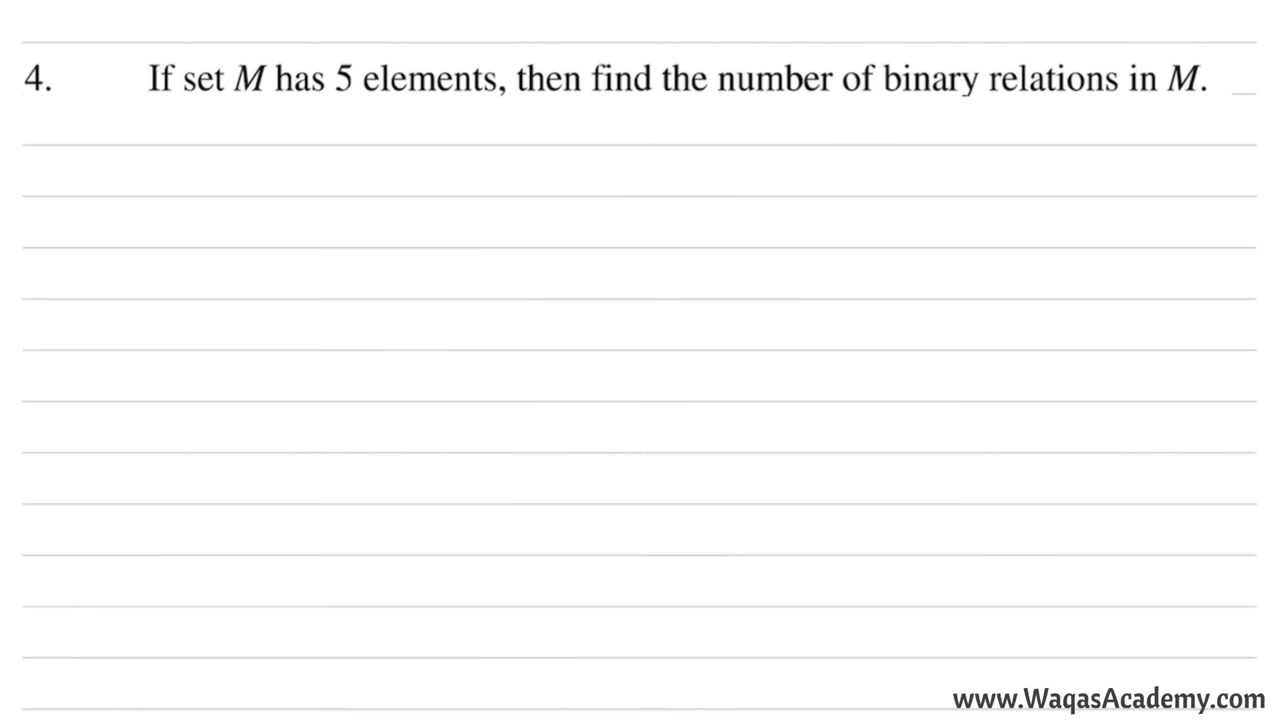 4. If set M has 5 elements, then find the number of binary relations in M.
www.WaqasAcademy.com